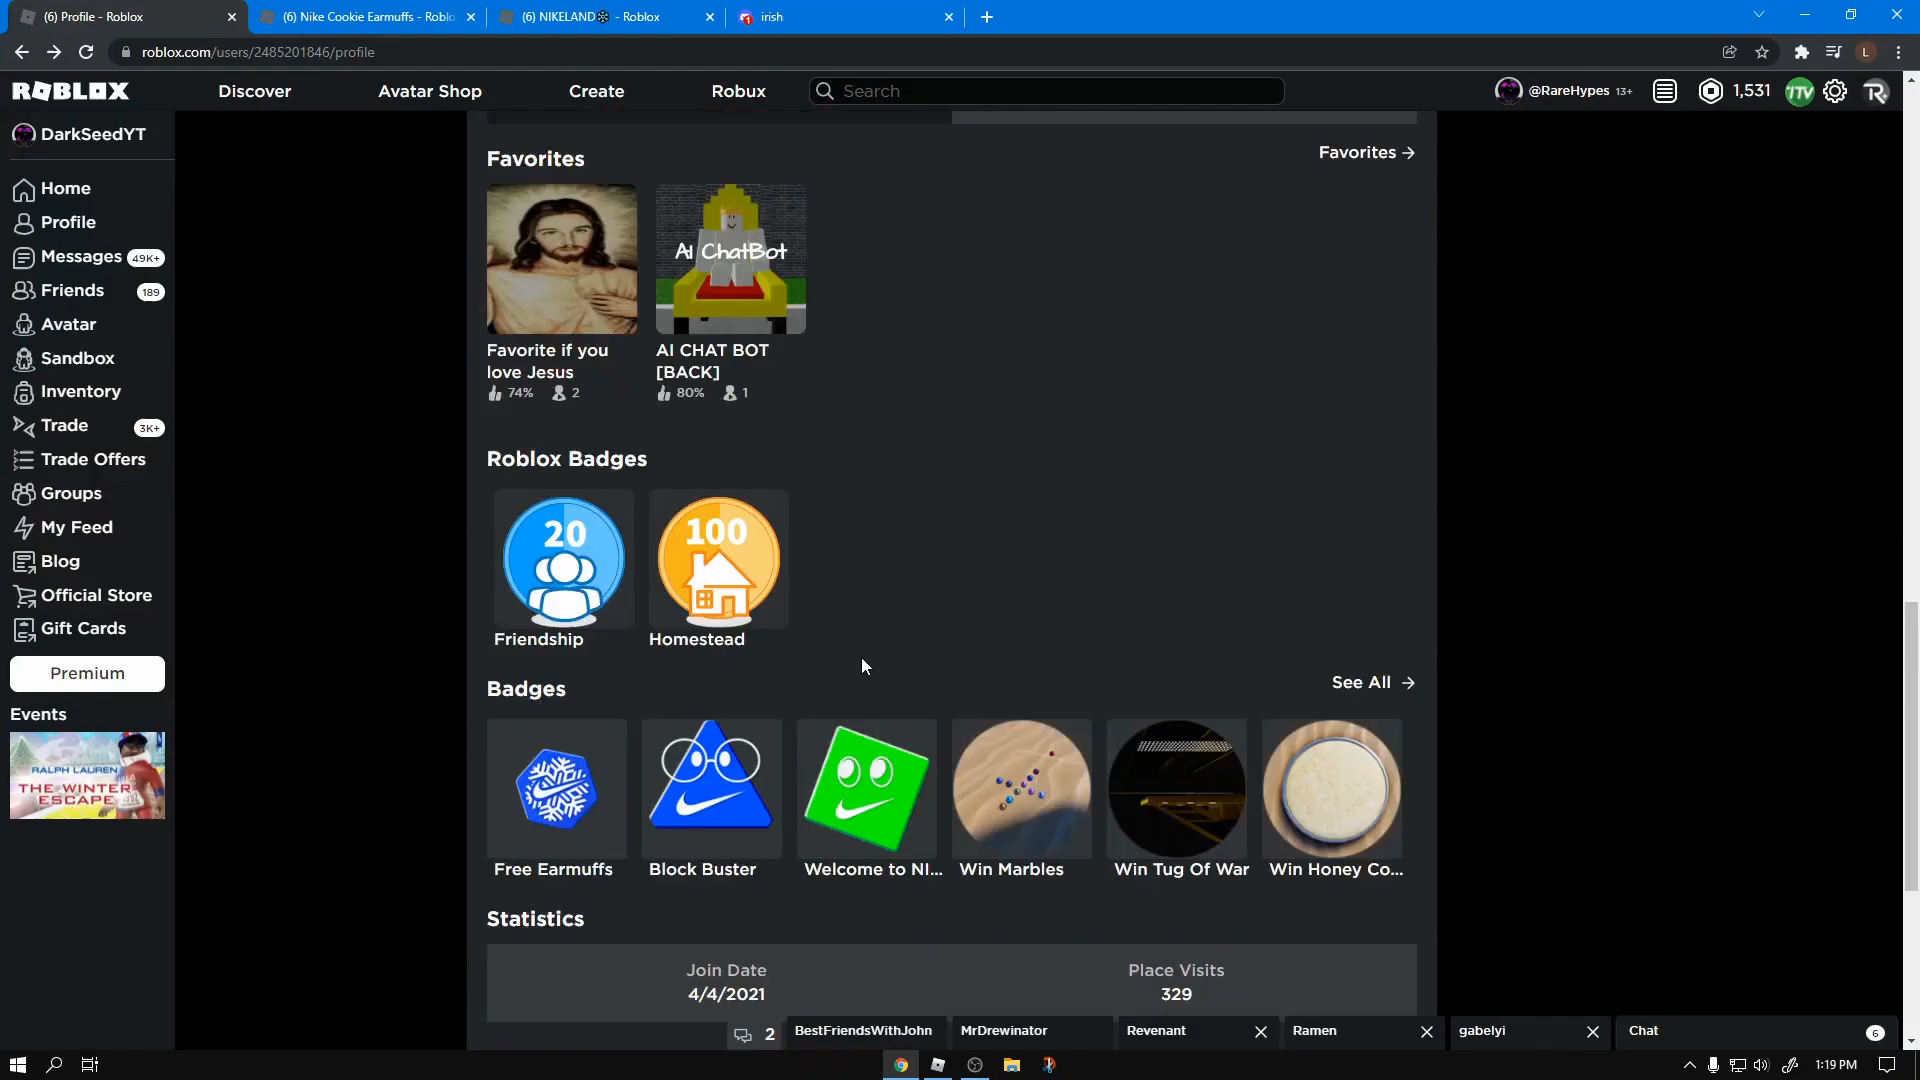 (6) Profile - Roblox
(6) Nike Cookie Earmuffs - Roblo
(6) NIKELAND❄ - Roblox
irish
roblox.com/users/2485201846/profile
L
ROBLOX
Discover
Avatar Shop
Create
Robux
Search
@RareHypes 13+
1,531
TV
R+
DarkSeedYT
Home
Profile
Messages 49K+
Friends 189
Avatar
Sandbox
Inventory
Trade 3K+
Trade Offers
Groups
My Feed
Blog
Official Store
Gift Cards
Premium
Events
RALPH LAUREN
THE WINTER
ESCAPE
Favorites
Favorites →
AI ChatBot
Favorite if you
love Jesus
74% 2
AI CHAT BOT
[BACK]
80% 1
Roblox Badges
20
100
Friendship
Homestead
Badges
See All →
Free Earmuffs
Block Buster
Welcome to NI...
Win Marbles
Win Tug Of War
Win Honey Co...
Statistics
Join Date
4/4/2021
Place Visits
329
2
BestFriendsWithJohn
MrDrewinator
Revenant
Ramen
gabelyi
Chat
6
1:19 PM